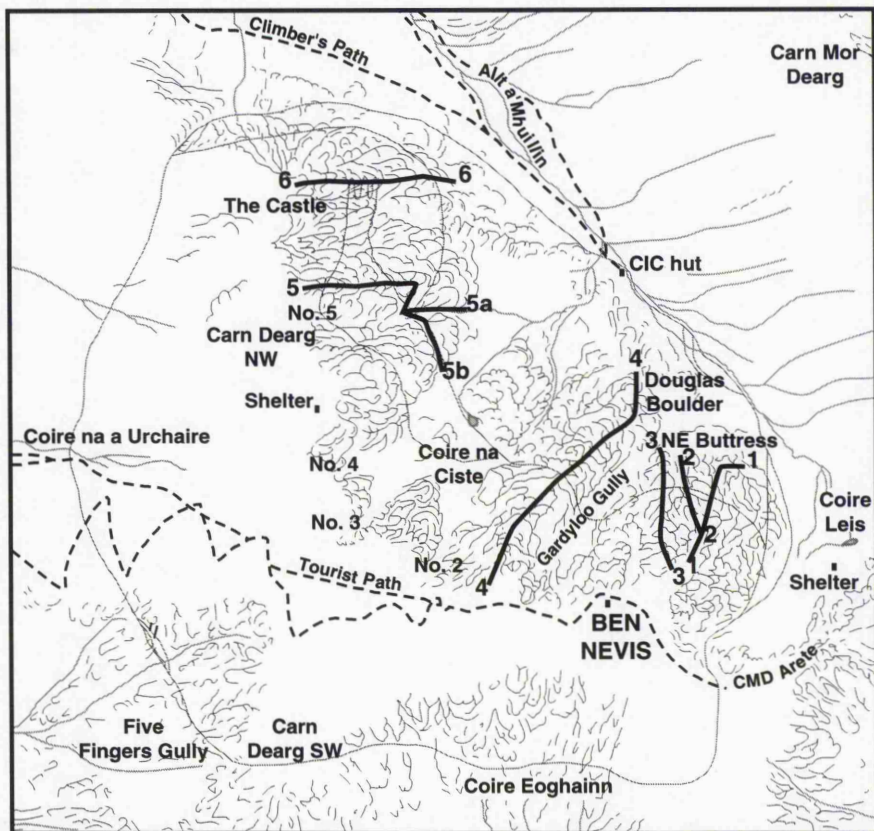 Climber's Path
Allt a'Mhuilinn
Carn Mor
Dearg
6
6
The Castle
CIC hut
5
No. 5
5a
Carn Dearg
NW
5b
4
Douglas
Boulder
Shelter
Coire na a Urchaire
3
NE Buttress
2
1
No. 4
Coire na
Ciste
Coire
Leis
No. 3
Gardyloo Gully
2
No. 2
Tourist Path
4
3
1
Shelter
BEN
NEVIS
CMD Arete
Five
Fingers Gully
Carn
Dearg SW
Coire Eoghainn